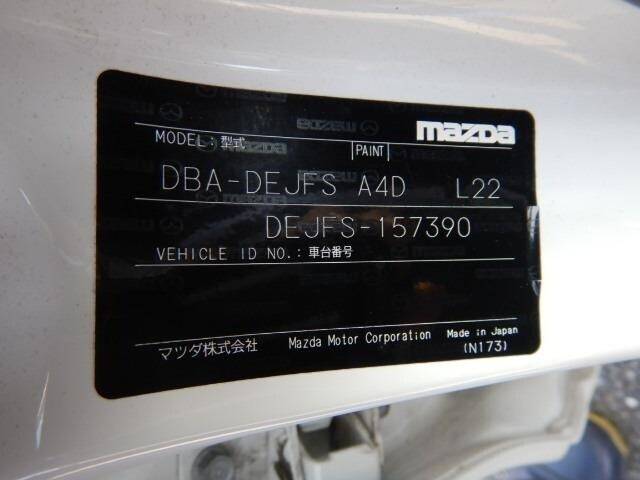 mazda
MODEL : 型式 PAINT
DBA-DEJFS A4D L22
DEJFS-157390
VEHICLE ID NO. : 車台番号
マツダ株式会社 Mazda Motor Corporation Made in Japan
(N173)